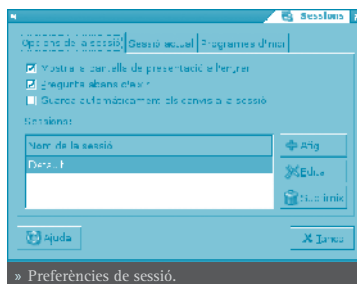 Sessions
Opcions de la sessió Sessió actual Programes d'inici
Mostra la pantalla de presentació a l'entrar
Pregunta abans d'eixir
Guarda automàticament els canvis a la sessió
Sessions:
Nom de la sessió
Default
Afig
Edita
Suprimix
Ajuda
Tanca
» Preferències de sessió.